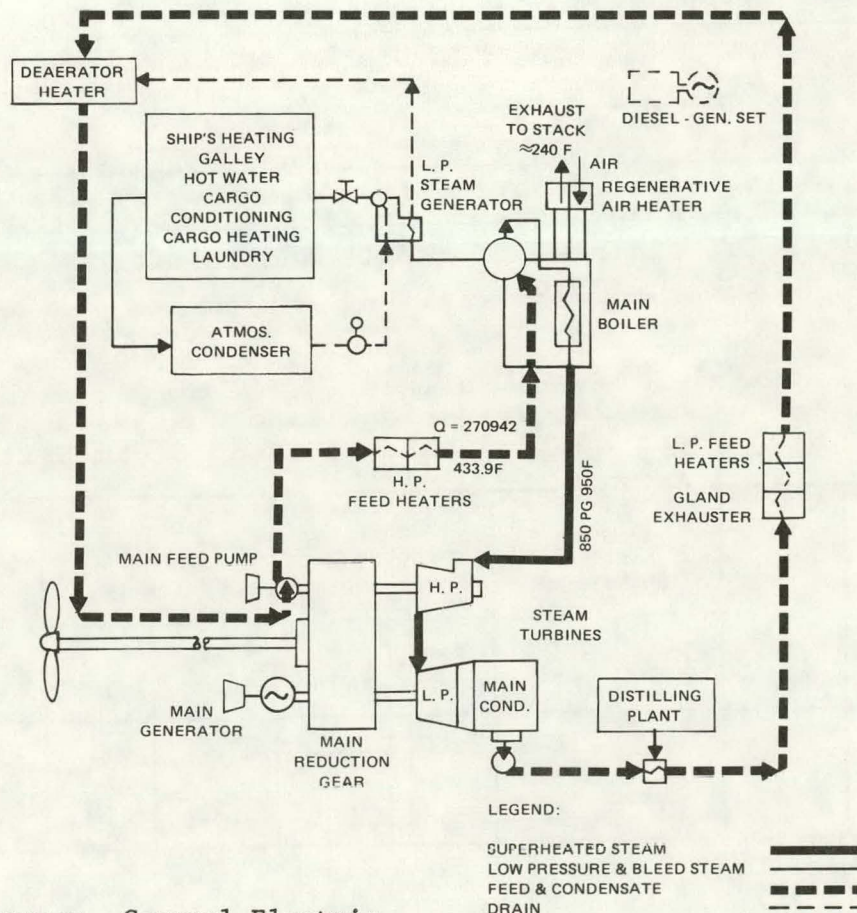 DEAERATOR
HEATER
SHIP'S HEATING
GALLEY
HOT WATER
CARGO
CONDITIONING
CARGO HEATING
LAUNDRY
ATMOS.
CONDENSER
L. P.
STEAM
GENERATOR
EXHAUST
TO STACK
≈240 F
AIR
REGENERATIVE
AIR HEATER
DIESEL - GEN. SET
MAIN
BOILER
Q = 270942
433.9F
H. P.
FEED HEATERS
850 PG 950F
L. P. FEED
HEATERS
GLAND
EXHAUSTER
MAIN FEED PUMP
H. P.
STEAM
TURBINES
L. P.
MAIN
COND.
DISTILLING
PLANT
MAIN
GENERATOR
MAIN
REDUCTION
GEAR
LEGEND:
SUPERHEATED STEAM
LOW PRESSURE & BLEED STEAM
FEED & CONDENSATE
DRAIN